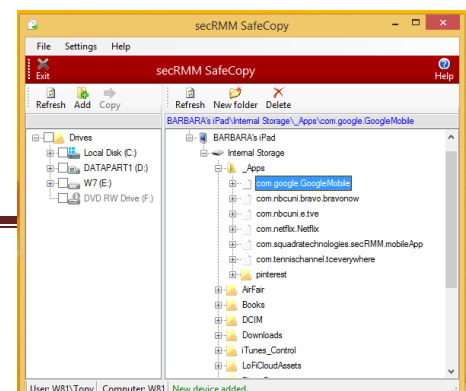 secRMM SafeCopy
File Settings Help
Exit
secRMM SafeCopy
Help
Refresh Add Copy
Refresh New folder Delete
BARBARA's iPad\Internal Storage\_Apps\com.google.GoogleMobile
Drives
Local Disk (C:)
DATAPART1 (D:)
W7 (E:)
DVD RW Drive (F:)
BARBARA's iPad
Internal Storage
_Apps
com.google.GoogleMobile
com.nbcuni.bravo.bravonow
com.nbcuni.e.tve
com.netflix.Netflix
com.squadratechnologies.secRMM.mobileApp
com.tennischannel.tceverywhere
pinterest
AirFair
Books
DCIM
Downloads
iTunes_Control
LoFiCloudAssets
User: W81\Tony Computer: W81 New device added.